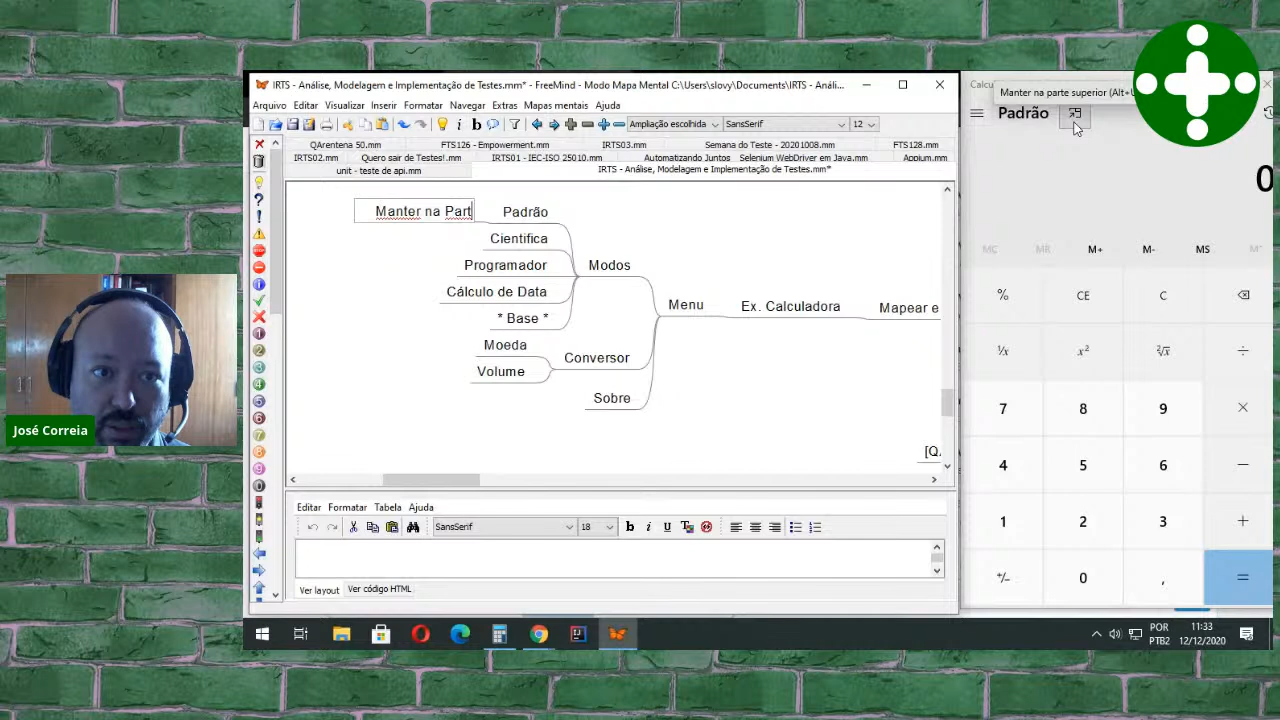 IRTS - Análise, Modelagem e Implementação de Testes.mm* - FreeMind - Modo Mapa Mental C:\Users\slovy\Documents\IRTS - Análi...
Arquivo Editar Visualizar Inserir Formatar Navegar Extras Mapas mentais Ajuda
Ampliação escolhida SansSerif 12
QArentena 50.mm FTS126 - Empowerment.mm IRTS03.mm Semana do Teste - 20201008.mm FTS128.mm
IRTS02.mm Quero sair de Testes!.mm IRTS01 - IEC-ISO 25010.mm Automatizando Juntos Selenium WebDriver em Java.mm Appium.mm
unit - teste de api.mm IRTS - Análise, Modelagem e Implementação de Testes.mm*
Manter na Part Padrão
Cientifica
Programador Modos
Cálculo de Data
Menu Ex. Calculadora Mapear e
* Base *
Moeda
Conversor
Volume
Sobre
[Q
Editar Formatar Tabela Ajuda
SansSerif 18
Ver layout Ver código HTML
Manter na parte superior (Alt+
Padrão
0
MC MR M+ M- MS
% CE C
¹/x x² ²√x ÷
7 8 9 ×
4 5 6 −
1 2 3 +
+/− 0 , =
José Correia
POR 11:33
PTB2 12/12/2020